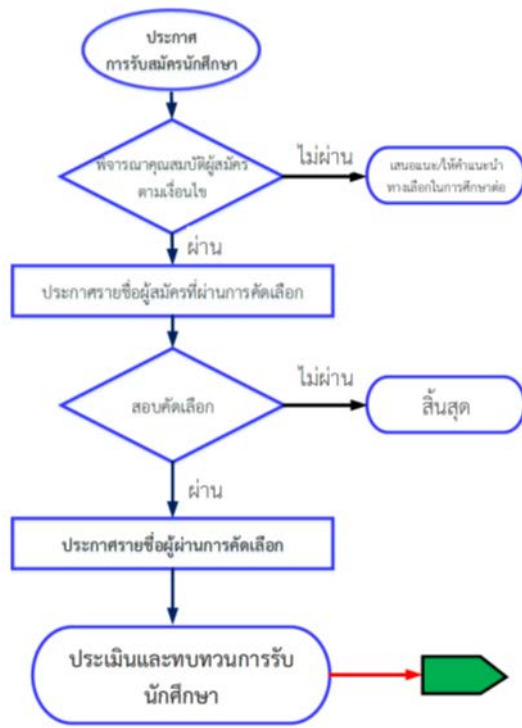 ประกาศ
การรับสมัครนักศึกษา
พิจารณาคุณสมบัติผู้สมัคร
ตามเงื่อนไข
ไม่ผ่าน
เสนอแนะ/ให้คำแนะนำ
ทางเลือกในการศึกษาต่อ
ผ่าน
ประกาศรายชื่อผู้สมัครที่ผ่านการคัดเลือก
สอบคัดเลือก
ไม่ผ่าน
สิ้นสุด
ผ่าน
ประกาศรายชื่อผู้ผ่านการคัดเลือก
ประเมินและทบทวนการรับ
นักศึกษา